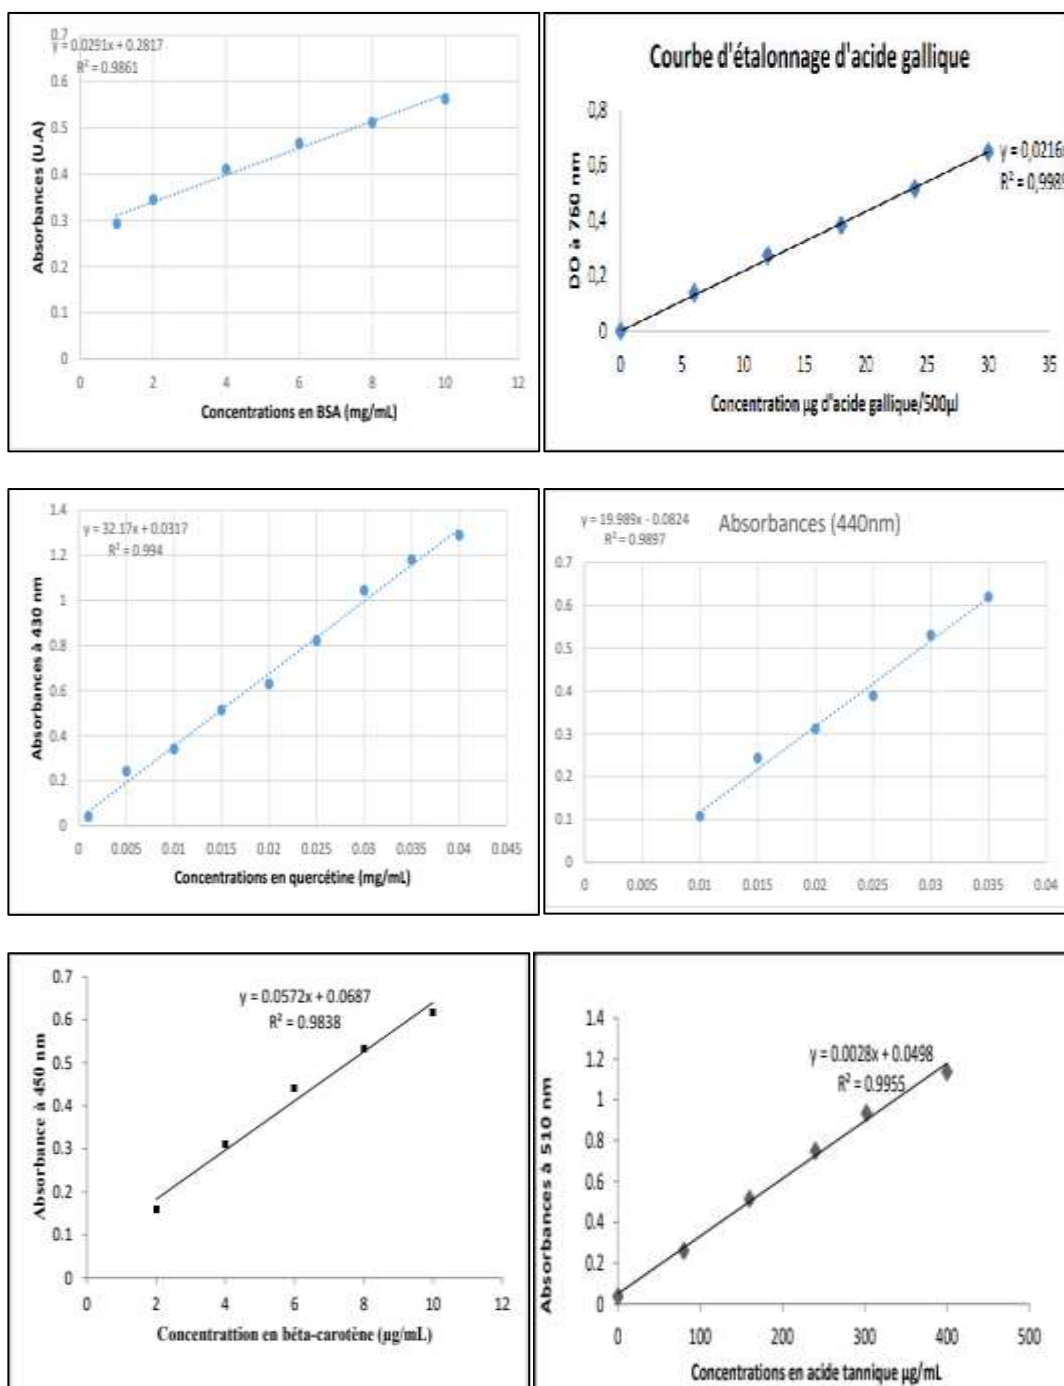 y = 0.0291x + 0.2817
R² = 0.9861
0.7
0.6
0.5
0.4
0.3
0.2
0.1
0
0 2 4 6 8 10 12
Absorbances (U.A)
Concentrations en BSA (mg/mL)
Courbe d'étalonnage d'acide gallique
0,8
0,6
0,4
0,2
0
0 5 10 15 20 25 30 35
y = 0,0216x
R² = 0,9989
DO à 760 nm
Concentration µg d'acide gallique/500µl
y = 32.17x + 0.0317
R² = 0.994
1.4
1.2
1
0.8
0.6
0.4
0.2
0
0 0.005 0.01 0.015 0.02 0.025 0.03 0.035 0.04 0.045
Absorbances à 430 nm
Concentrations en quercétine (mg/mL)
y = 19.989x - 0.0824
R² = 0.9897
Absorbances (440nm)
0.7
0.6
0.5
0.4
0.3
0.2
0.1
0
0 0.005 0.01 0.015 0.02 0.025 0.03 0.035 0.04
0.7
0.6
0.5
0.4
0.3
0.2
0.1
0
0 2 4 6 8 10 12
y = 0.0572x + 0.0687
R² = 0.9838
Absorbance à 450 nm
Concentrattion en béta-carotène (µg/mL)
1.4
1.2
1
0.8
0.6
0.4
0.2
0
0 100 200 300 400 500
y = 0.0028x + 0.0498
R² = 0.9955
Absorbances à 510 nm
Concentrations en acide tannique µg/mL